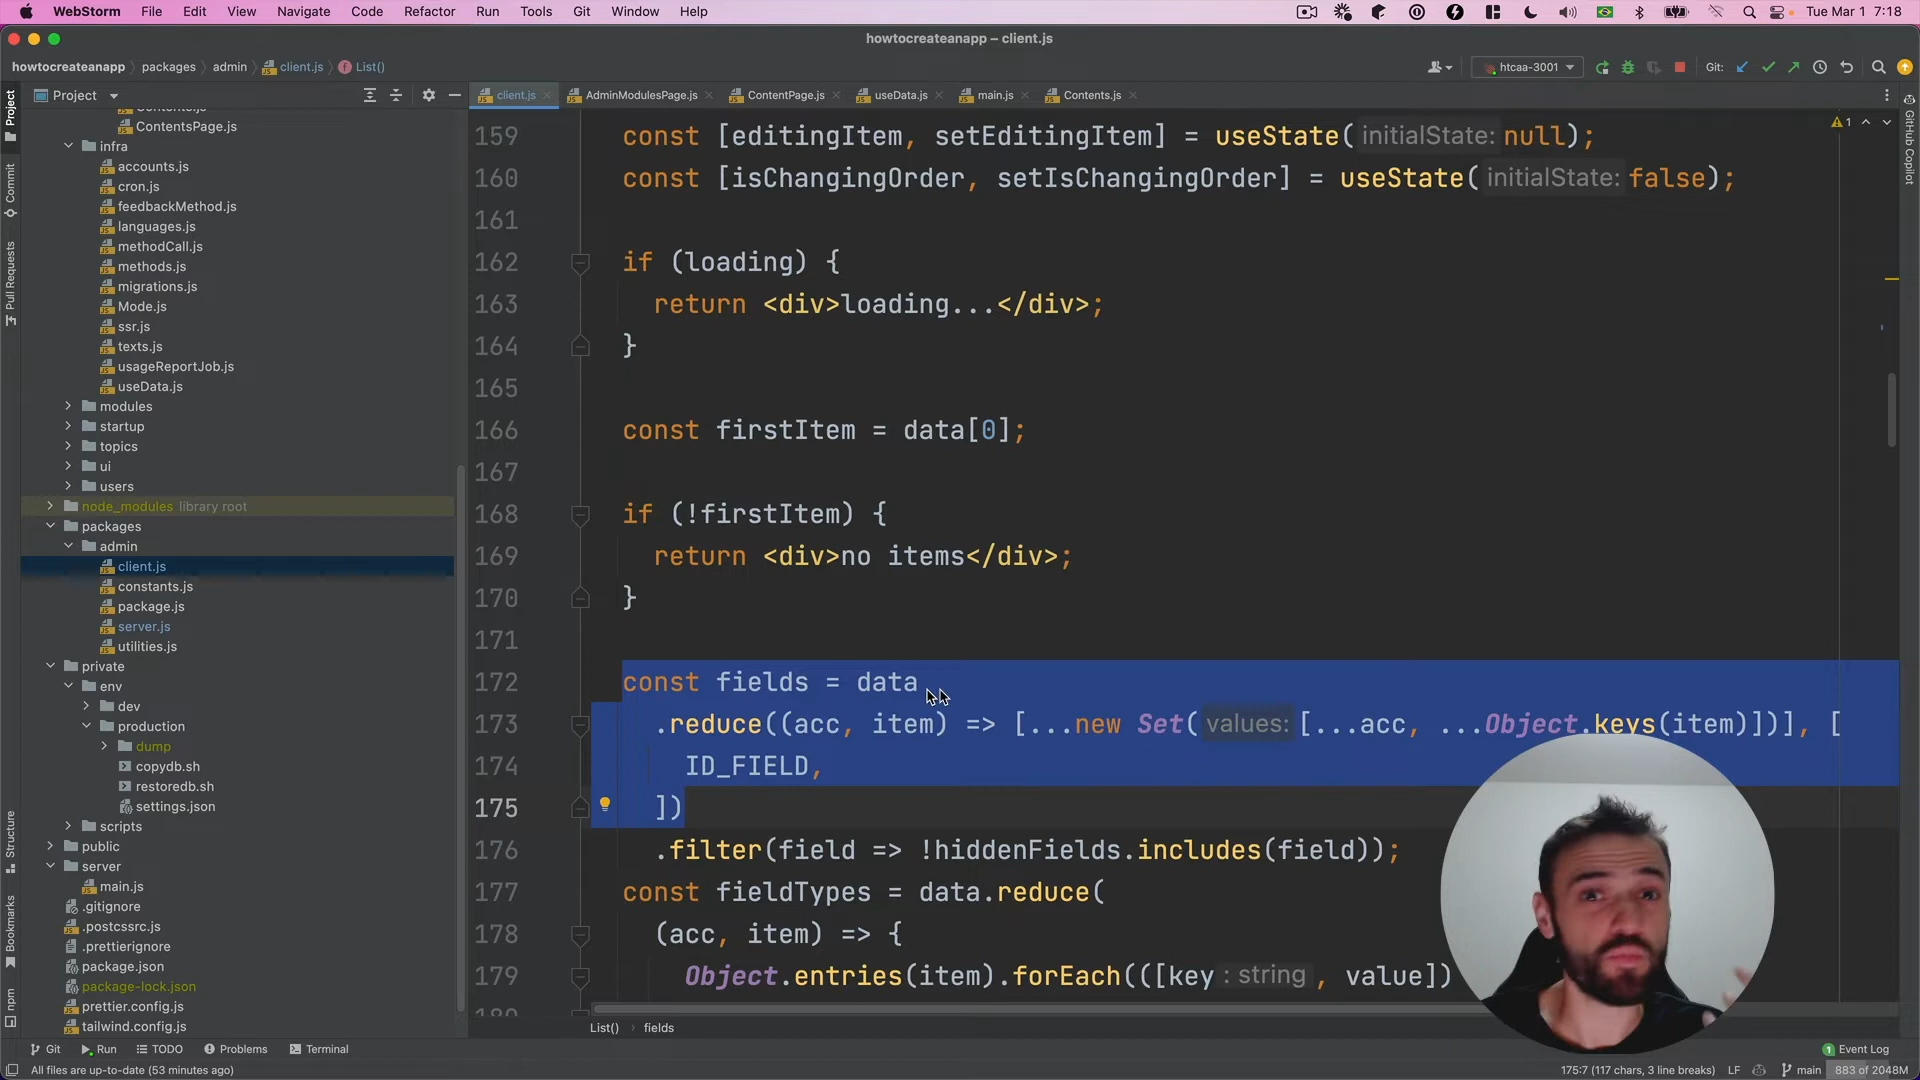 WebStorm File Edit View Navigate Code Refactor Run Tools Git Window Help Tue Mar 1 7:18
howtocreateanapp – client.js
howtocreateanapp packages admin client.js List()
htcaa-3001 Git:
Project
client.js AdminModulesPage.js ContentPage.js useData.js main.js Contents.js
Project
Commit
Pull Requests
Structure
Bookmarks
npm
GitHub Copilot
ContentsPage.js
infra
accounts.js
cron.js
feedbackMethod.js
languages.js
methodCall.js
methods.js
migrations.js
Mode.js
ssr.js
texts.js
usageReportJob.js
useData.js
modules
startup
topics
ui
users
node_modules library root
packages
admin
client.js
constants.js
package.js
server.js
utilities.js
private
env
dev
production
dump
copydb.sh
restoredb.sh
settings.json
scripts
public
server
main.js
.gitignore
.postcssrc.js
.prettierignore
package.json
package-lock.json
prettier.config.js
tailwind.config.js
1
159 const [editingItem, setEditingItem] = useState( initialState: null);
160 const [isChangingOrder, setIsChangingOrder] = useState( initialState: false);
161
162 if (loading) {
163 return <div>loading...</div>;
164 }
165
166 const firstItem = data[0];
167
168 if (!firstItem) {
169 return <div>no items</div>;
170 }
171
172 const fields = data
173 .reduce((acc, item) => [...new Set( values: [...acc, ...Object.keys(item)])], [
174 ID_FIELD,
175 ])
176 .filter(field => !hiddenFields.includes(field));
177 const fieldTypes = data.reduce(
178 (acc, item) => {
179 Object.entries(item).forEach(([key : string , value])
List() fields
Git Run TODO Problems Terminal 1 Event Log
All files are up-to-date (53 minutes ago) 175:7 (117 chars, 3 line breaks) LF main 883 of 2048M